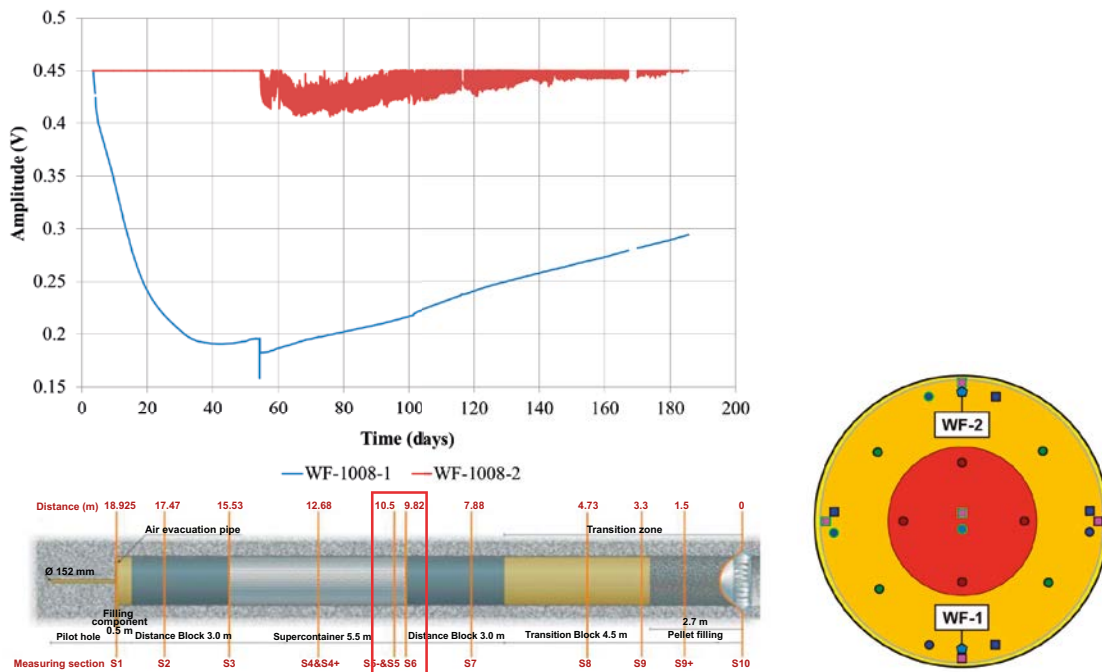 0.5
0.45
0.4
0.35
0.3
0.25
0.2
0.15
Amplitude (V)
0 20 40 60 80 100 120 140 160 180 200
Time (days)
WF-1008-1 WF-1008-2
Distance (m) 18.925 17.47 15.53 12.68 10.5 9.82 7.88 4.73 3.3 1.5 0
Air evacuation pipe Transition zone
Ø 152 mm
Filling
component
0.5 m
2.7 m
Pilot hole Distance Block 3.0 m Supercontainer 5.5 m Distance Block 3.0 m Transition Block 4.5 m Pellet filling
Measuring section S1 S2 S3 S4&S4+ S5-&S5 S6 S7 S8 S9 S9+ S10
WF-2
WF-1